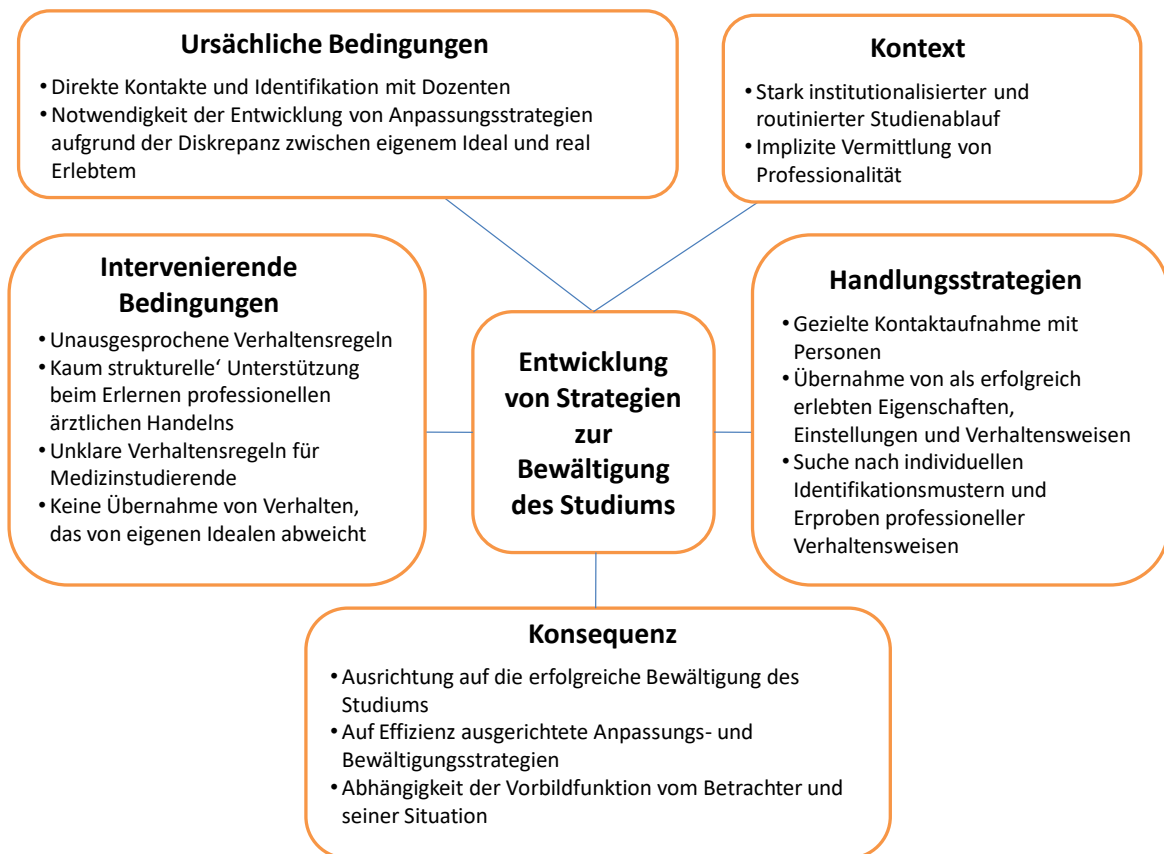 Ursächliche Bedingungen
• Direkte Kontakte und Identifikation mit Dozenten
• Notwendigkeit der Entwicklung von Anpassungsstrategien
aufgrund der Diskrepanz zwischen eigenem Ideal und real
Erlebtem
Kontext
• Stark institutionalisierter und
routinierter Studienablauf
• Implizite Vermittlung von
Professionalität
Intervenierende
Bedingungen
• Unausgesprochene Verhaltensregeln
• Kaum strukturelle‘ Unterstützung
beim Erlernen professionellen
ärztlichen Handelns
• Unklare Verhaltensregeln für
Medizinstudierende
• Keine Übernahme von Verhalten,
das von eigenen Idealen abweicht
Entwicklung
von Strategien
zur
Bewältigung
des Studiums
Handlungsstrategien
• Gezielte Kontaktaufnahme mit
Personen
• Übernahme von als erfolgreich
erlebten Eigenschaften,
Einstellungen und Verhaltensweisen
• Suche nach individuellen
Identifikationsmustern und
Erproben professioneller
Verhaltensweisen
Konsequenz
• Ausrichtung auf die erfolgreiche Bewältigung des
Studiums
• Auf Effizienz ausgerichtete Anpassungs- und
Bewältigungsstrategien
• Abhängigkeit der Vorbildfunktion vom Betrachter und
seiner Situation